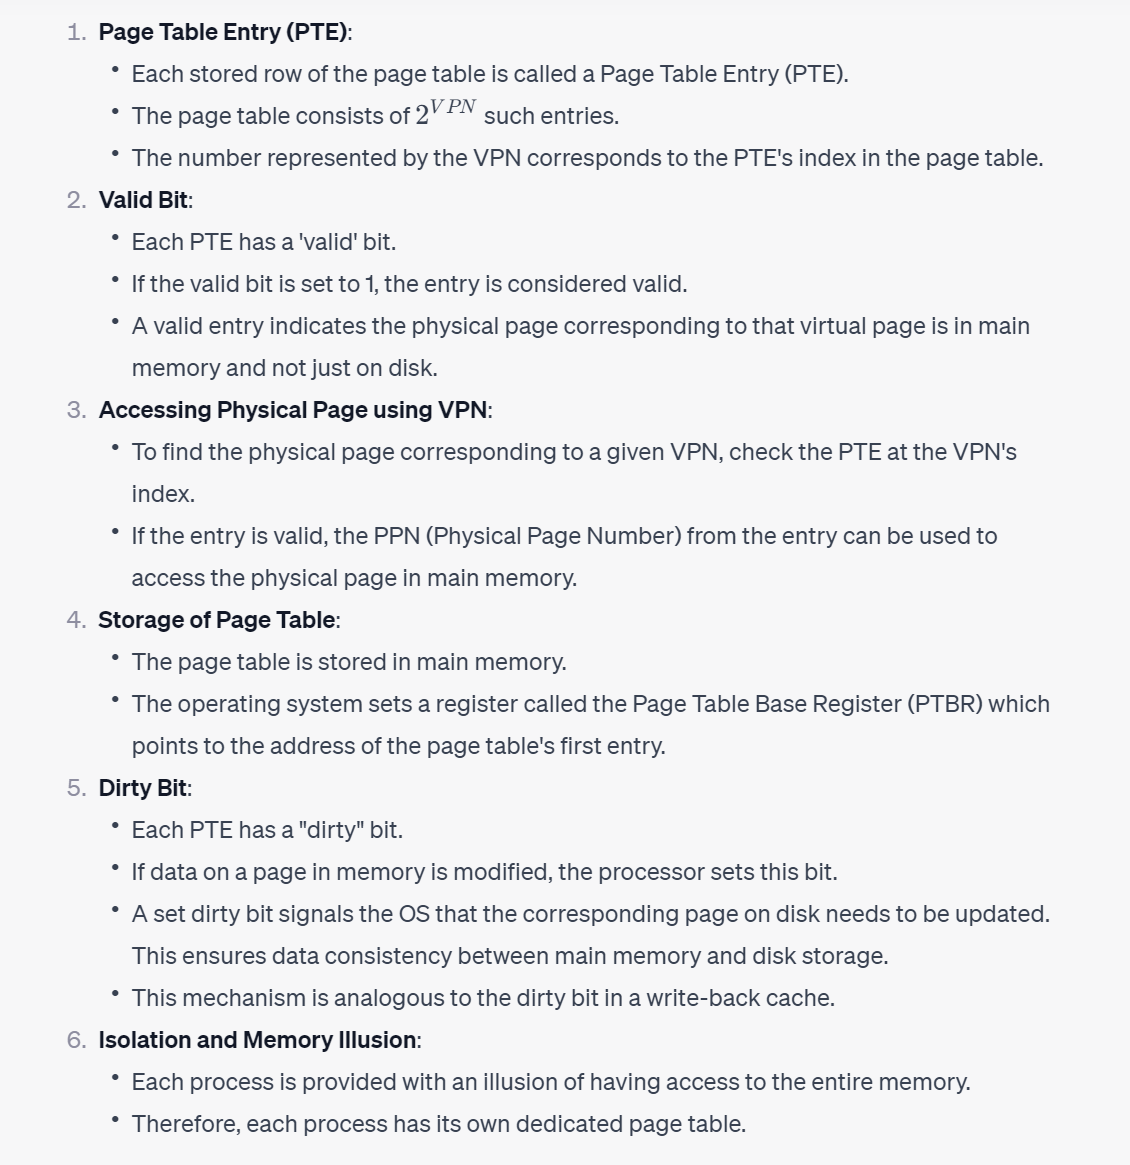 1. Page Table Entry (PTE):
• Each stored row of the page table is called a Page Table Entry (PTE).
• The page table consists of 2^{VPN} such entries.
• The number represented by the VPN corresponds to the PTE's index in the page table.
2. Valid Bit:
• Each PTE has a 'valid' bit.
• If the valid bit is set to 1, the entry is considered valid.
• A valid entry indicates the physical page corresponding to that virtual page is in main
memory and not just on disk.
3. Accessing Physical Page using VPN:
• To find the physical page corresponding to a given VPN, check the PTE at the VPN's
index.
• If the entry is valid, the PPN (Physical Page Number) from the entry can be used to
access the physical page in main memory.
4. Storage of Page Table:
• The page table is stored in main memory.
• The operating system sets a register called the Page Table Base Register (PTBR) which
points to the address of the page table's first entry.
5. Dirty Bit:
• Each PTE has a "dirty" bit.
• If data on a page in memory is modified, the processor sets this bit.
• A set dirty bit signals the OS that the corresponding page on disk needs to be updated.
This ensures data consistency between main memory and disk storage.
• This mechanism is analogous to the dirty bit in a write-back cache.
6. Isolation and Memory Illusion:
• Each process is provided with an illusion of having access to the entire memory.
• Therefore, each process has its own dedicated page table.